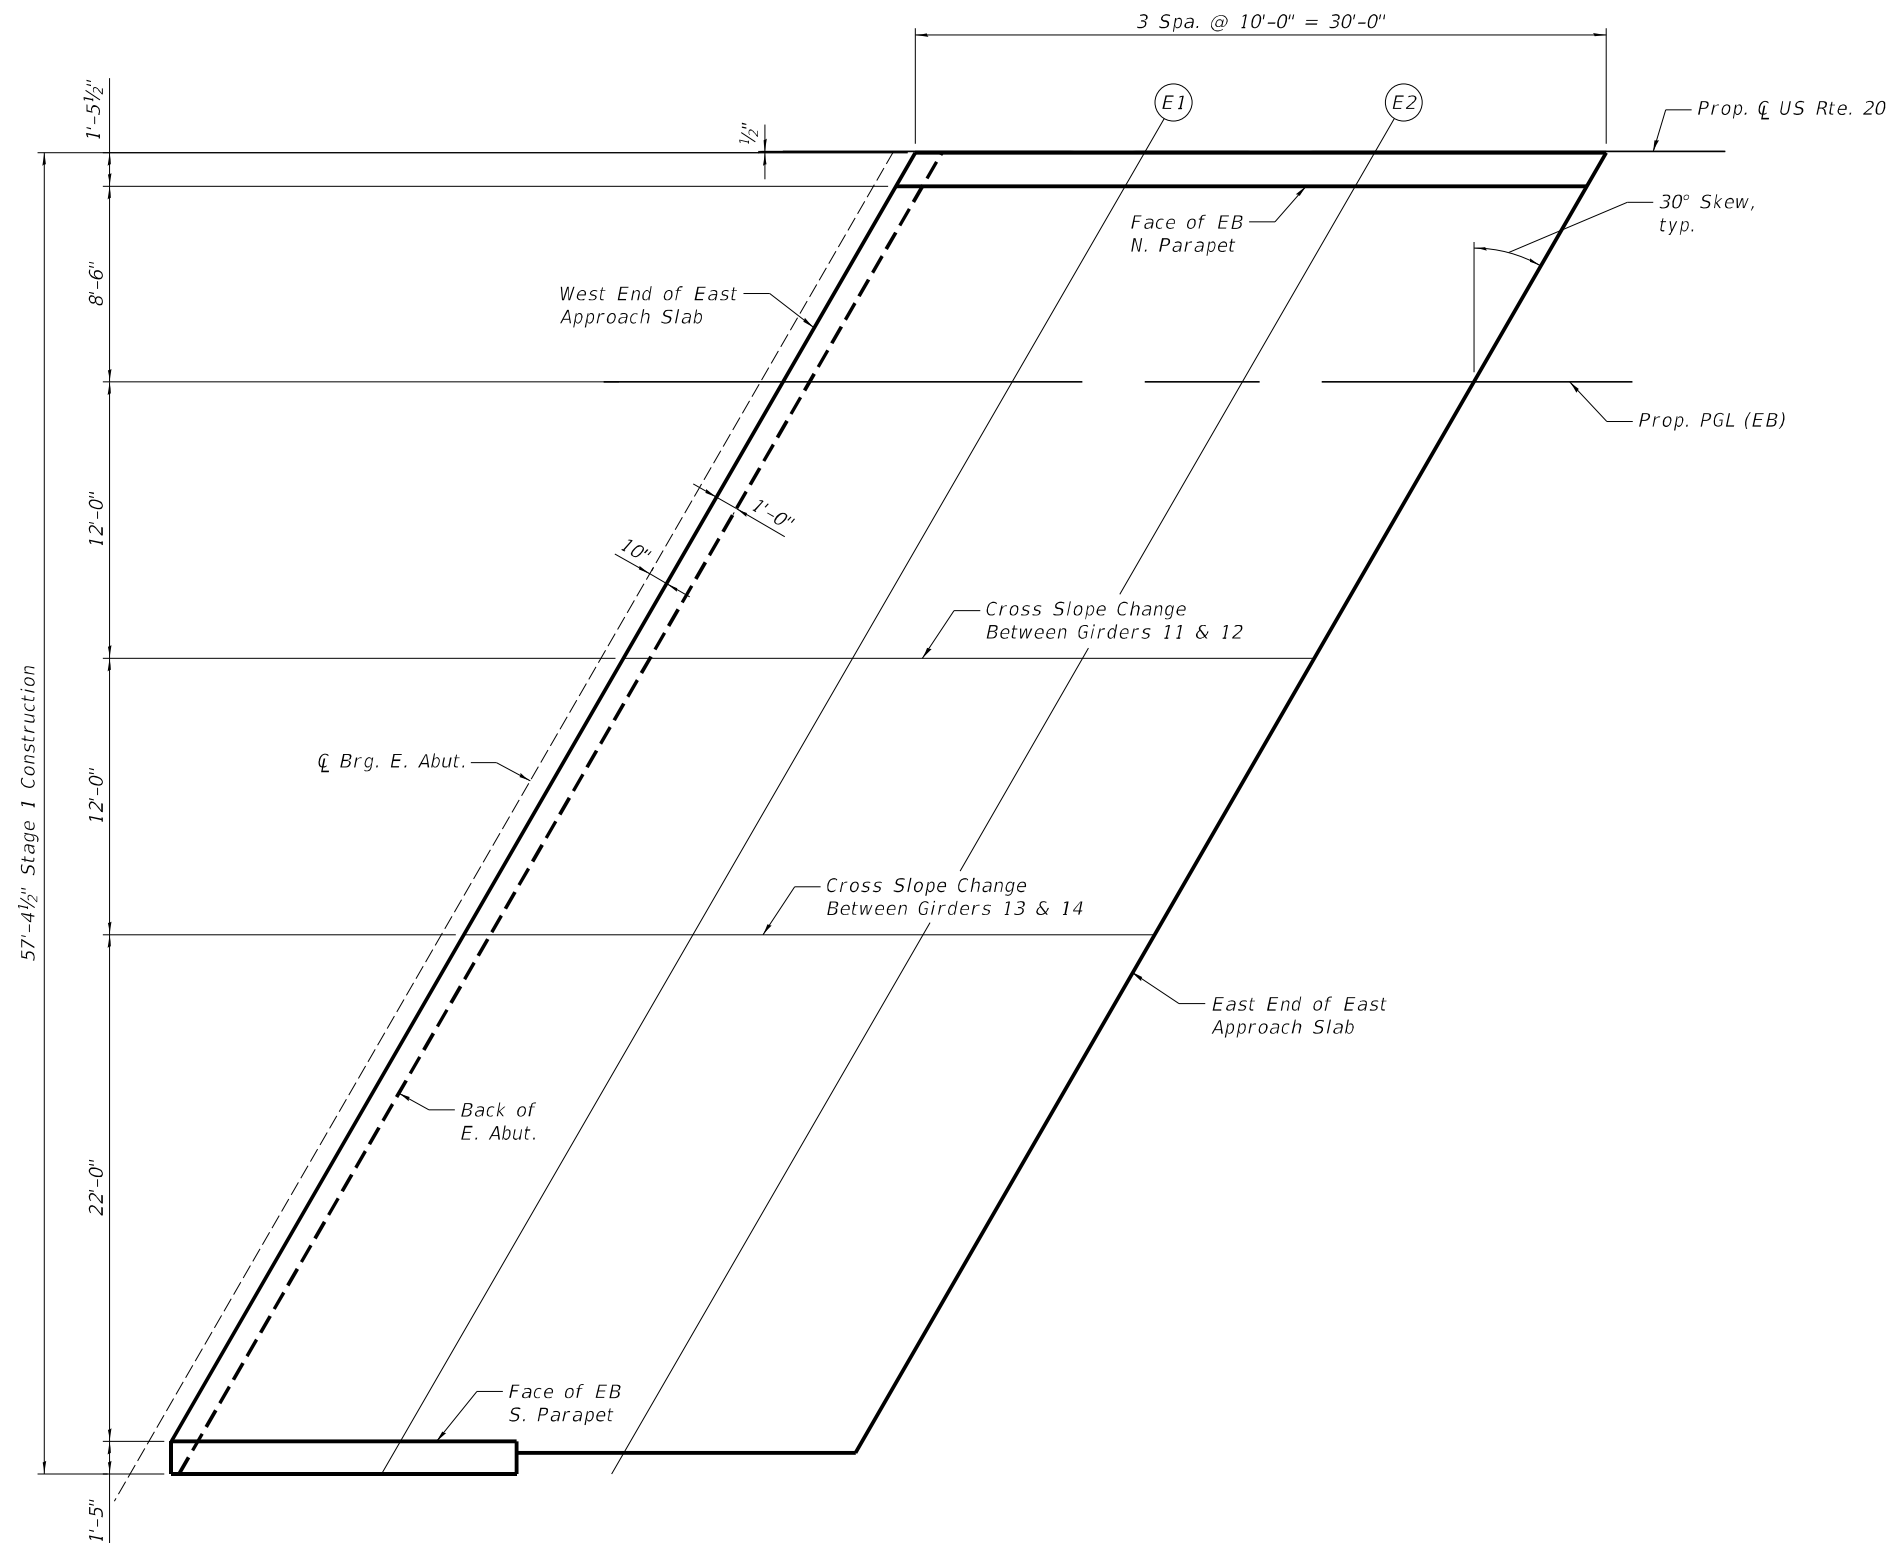 3 Spa. @ 10'-0" = 30'-0"
E1
E2
Prop. ℄ US Rte. 20
1'-5½"
½"
30° Skew,
typ.
Face of EB
N. Parapet
8'-6"
West End of East
Approach Slab
Prop. PGL (EB)
12'-0"
1'-0"
10"
Cross Slope Change
Between Girders 11 & 12
57'-4½" Stage 1 Construction
℄ Brg. E. Abut.
12'-0"
Cross Slope Change
Between Girders 13 & 14
East End of East
Approach Slab
Back of
E. Abut.
22'-0"
Face of EB
S. Parapet
1'-5"